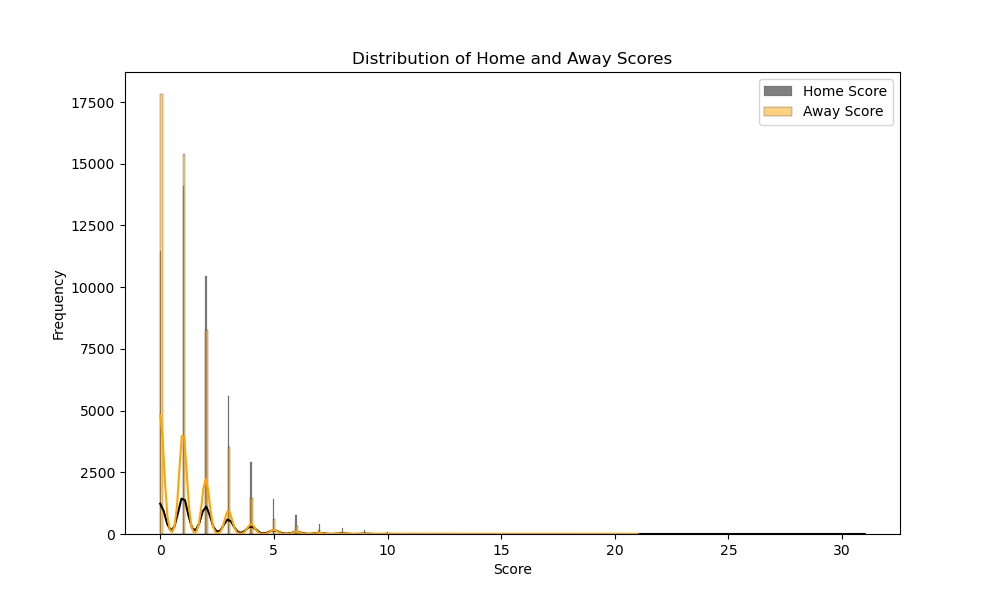 Distribution of Home and Away Scores
Home Score
Away Score
17500
15000
12500
10000
7500
5000
2500
0
Frequency
0 5 10 15 20 25 30
Score